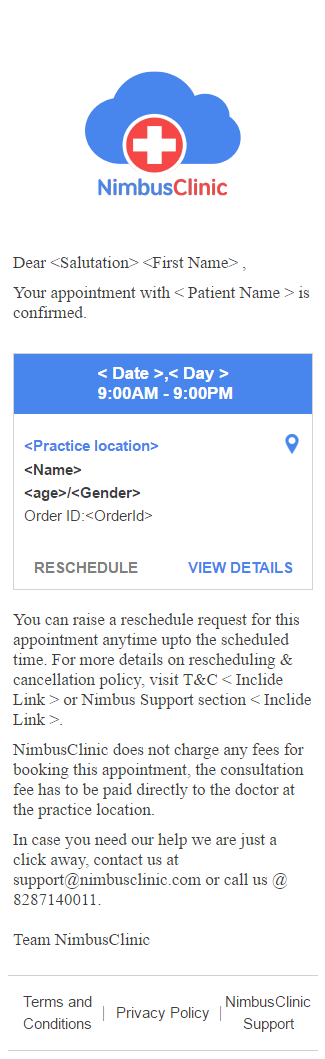 NimbusClinic
Dear <Salutation> <First Name> ,
Your appointment with < Patient Name > is
confirmed.
< Date >,< Day >
9:00AM - 9:00PM
<Practice location>
<Name>
<age>/<Gender>
Order ID:<OrderId>
RESCHEDULE VIEW DETAILS
You can raise a reschedule request for this
appointment anytime upto the scheduled
time. For more details on rescheduling &
cancellation policy, visit T&C < Inclide
Link > or Nimbus Support section < Inclide
Link >.
NimbusClinic does not charge any fees for
booking this appointment, the consultation
fee has to be paid directly to the doctor at
the practice location.
In case you need our help we are just a
click away, contact us at
support@nimbusclinic.com or call us @
8287140011.
Team NimbusClinic
Terms and
Conditions
| Privacy Policy |
NimbusClinic
Support